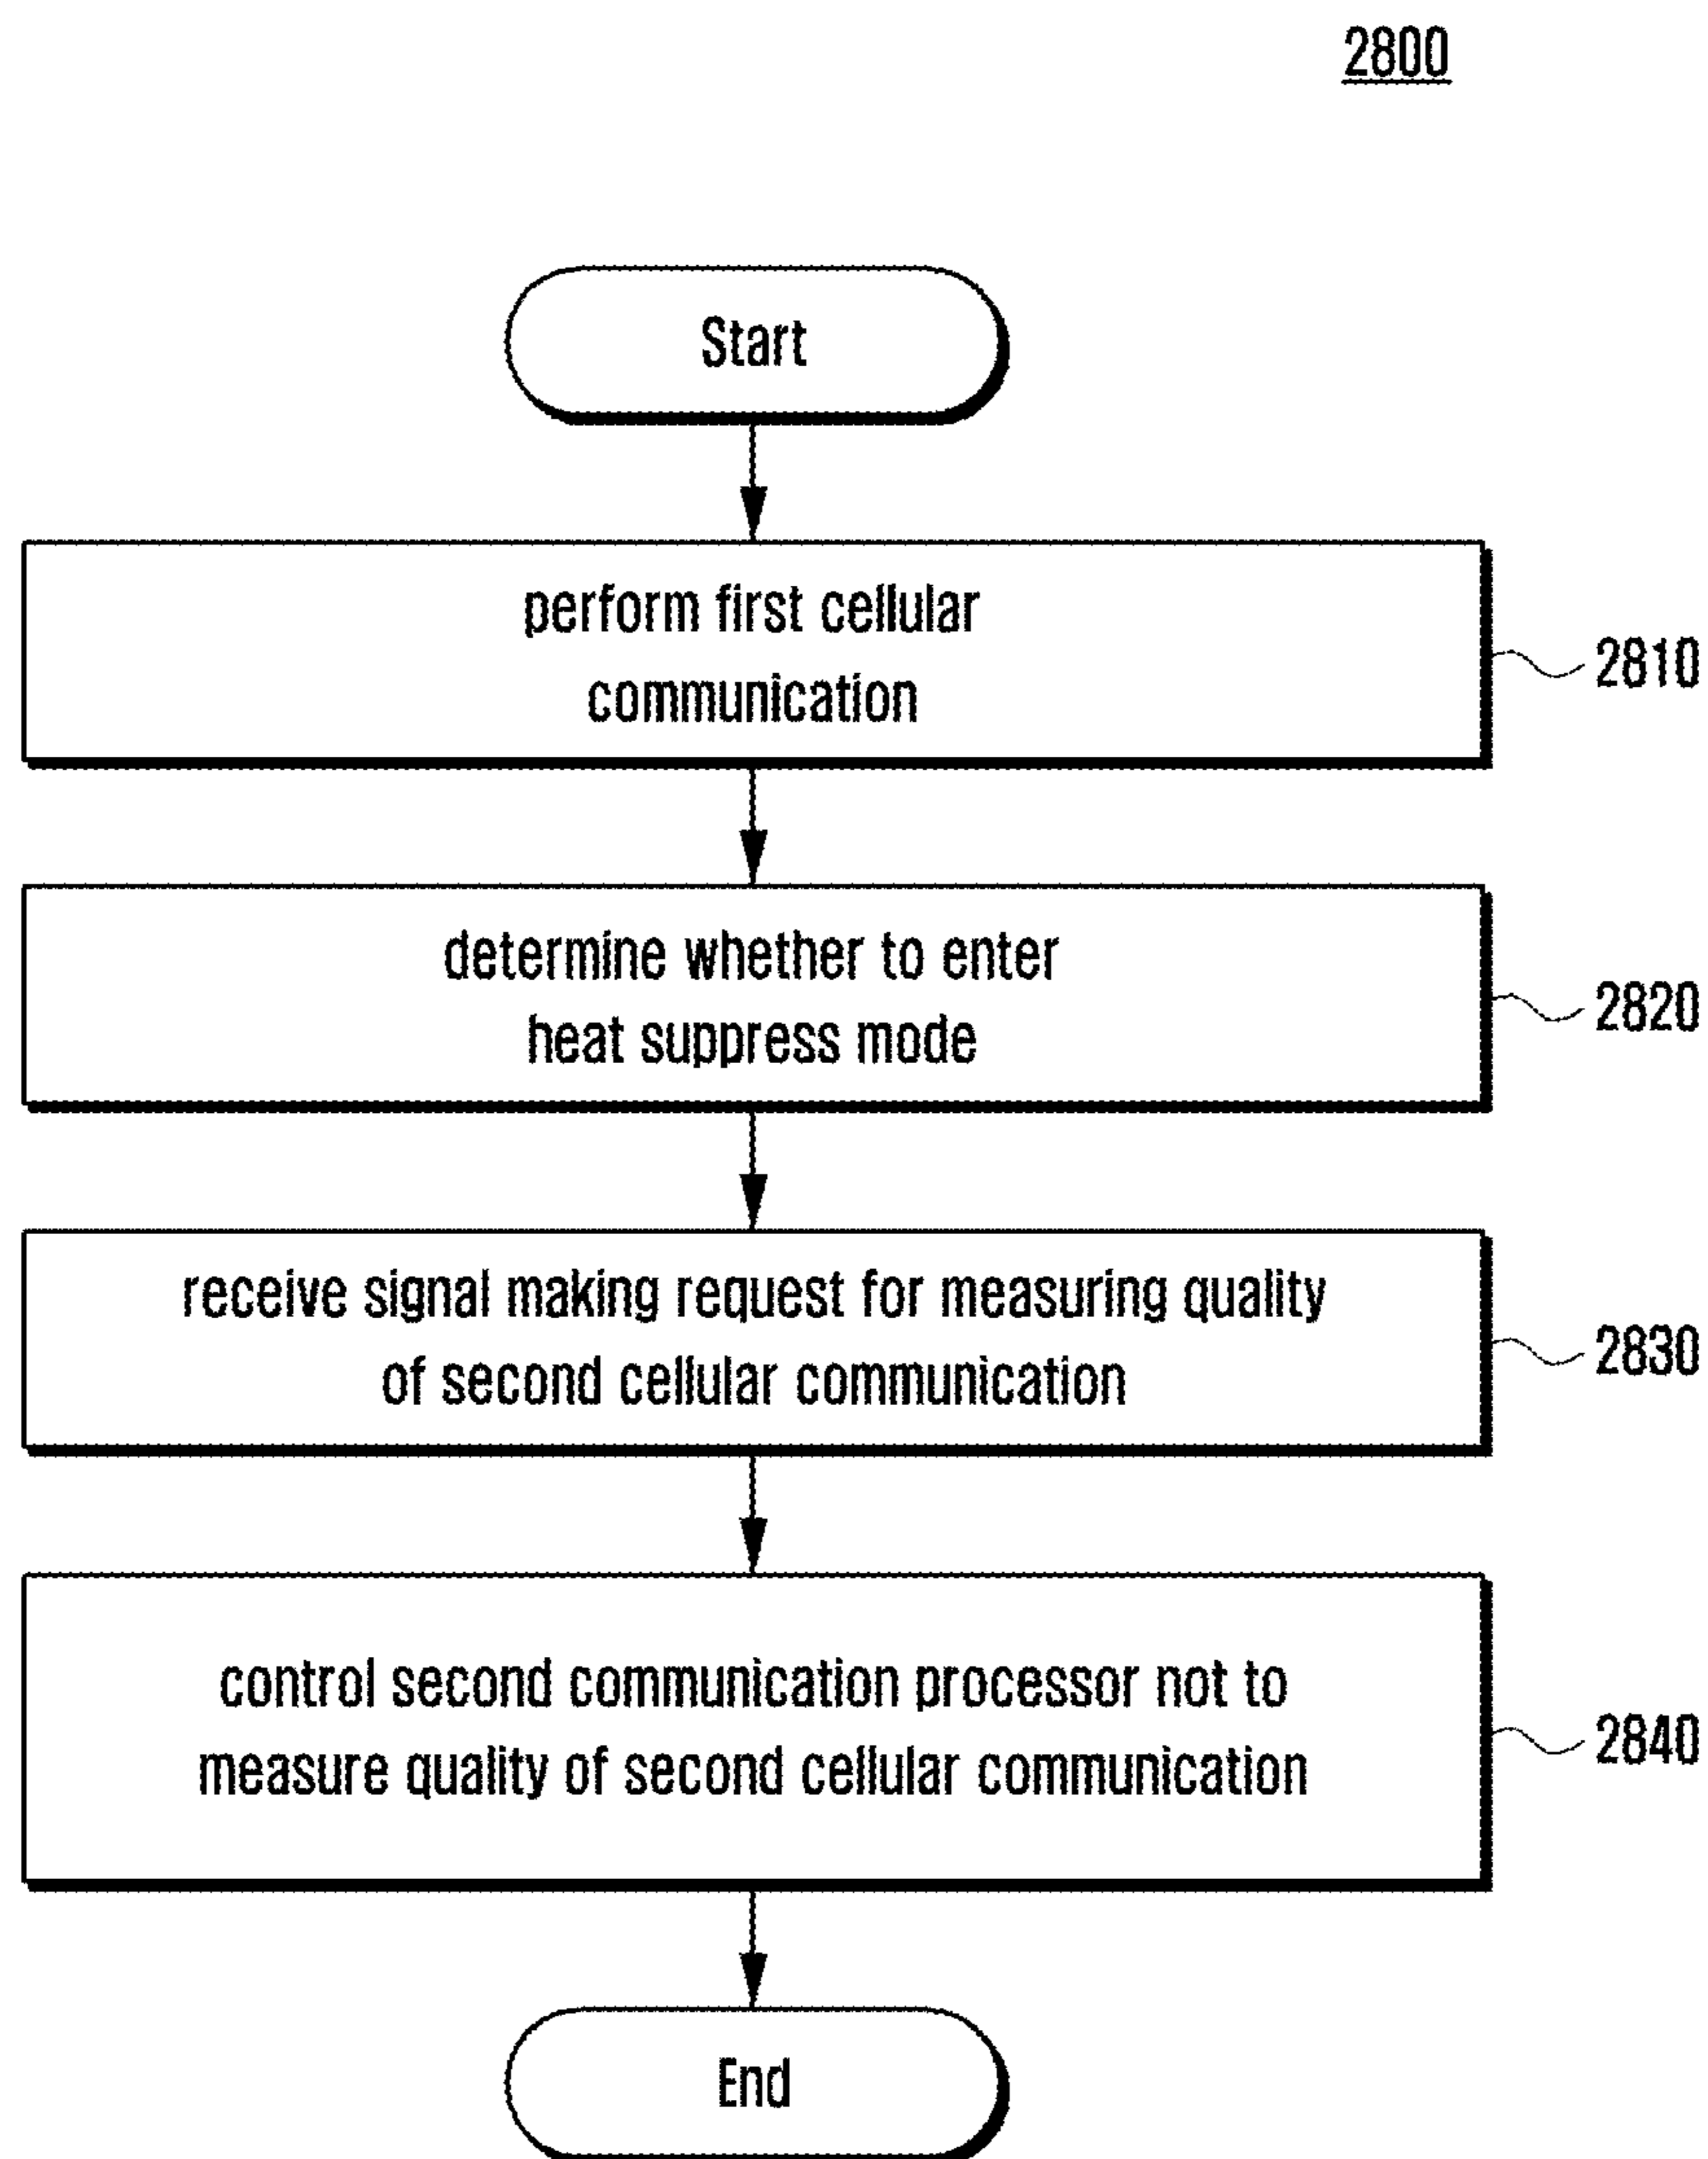 2800
Start
perform first cellular
communication
2810
determine whether to enter
heat suppress mode
2820
receive signal making request for measuring quality
of second cellular communication
2830
control second communication processor not to
measure quality of second cellular communication
2840
End